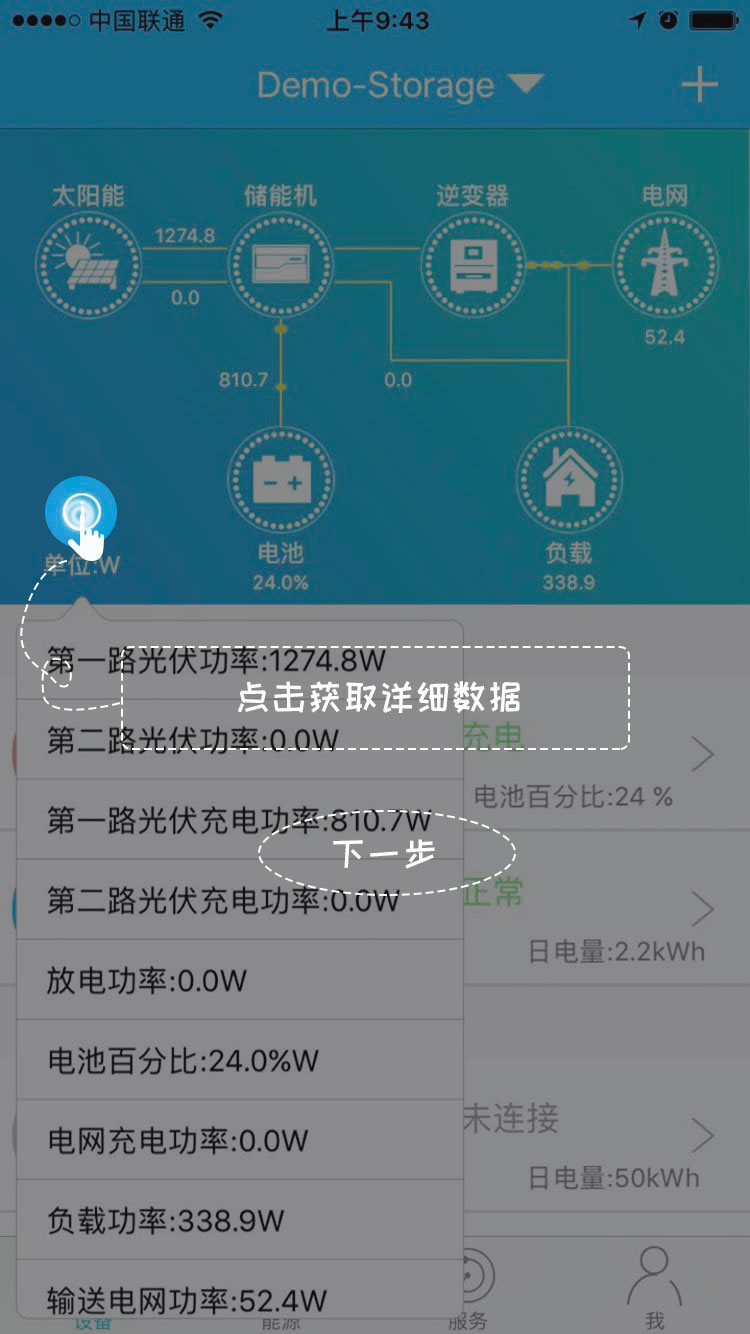 中国联通 上午9:43
Demo-Storage
太阳能 储能机 逆变器 电网
1274.8
0.0
52.4
810.7 0.0
单位:W
电池 负载
24.0% 338.9
第一路光伏功率:1274.8W
点击获取详细数据
第二路光伏功率:0.0W
充电
电池百分比:24 %
第一路光伏充电功率:810.7W
下一步
第二路光伏充电功率:0.0W
正常
日电量:2.2kWh
放电功率:0.0W
电池百分比:24.0%W
未连接
电网充电功率:0.0W
日电量:50kWh
负载功率:338.9W
输送电网功率:52.4W
设备 能源 服务 我